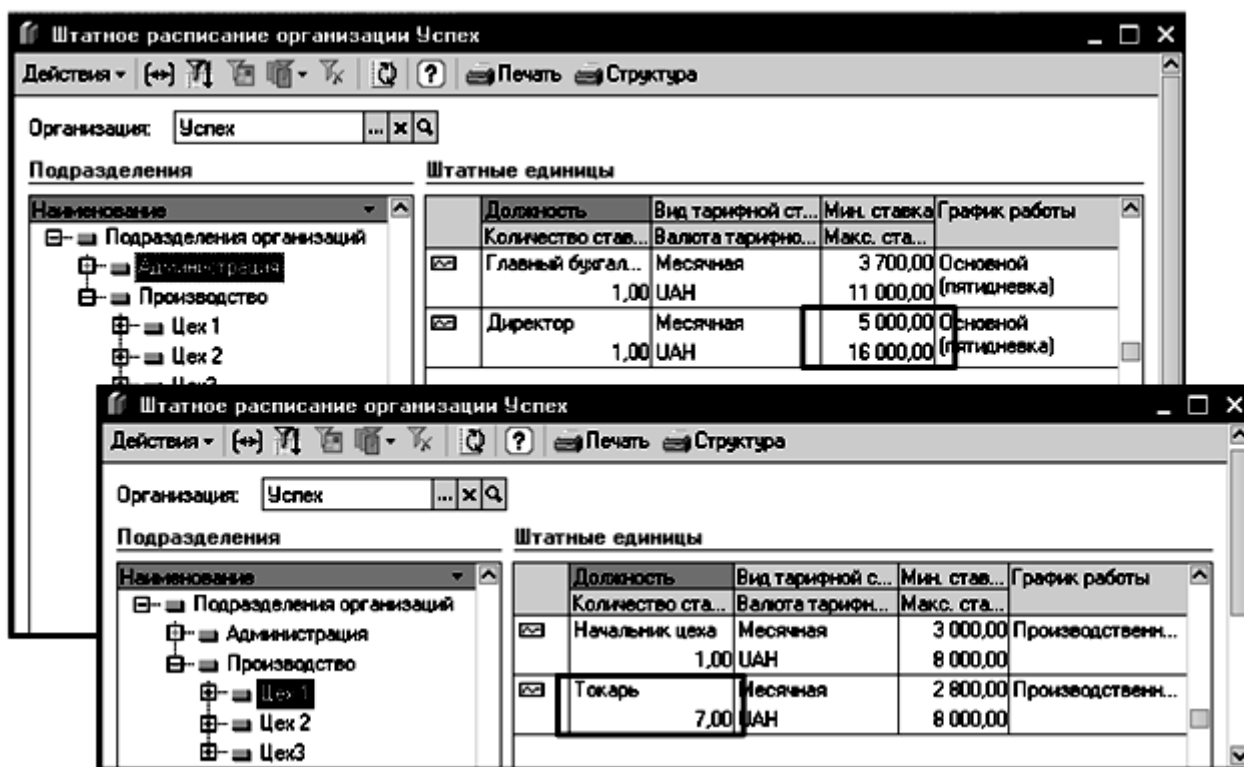 Штатное расписание организации Успех
Действия Печать Структура
Организация: Успех ...
Подразделения Штатные единицы
Наименование Должность Вид тарифной ст... Мин. ставка График работы
Количество став... Валюта тарифно... Макс. ста...
Подразделения организаций
Администрация Главный бухгал... Месячная 3 700,00 Основной
Производство 1,00 UAH 11 000,00 (пятидневка)
Цех 1 Директор Месячная 5 000,00 Основной
Цех 2 1,00 UAH 16 000,00 (пятидневка)
Цех3
Штатное расписание организации Успех
Действия Печать Структура
Организация: Успех ...
Подразделения Штатные единицы
Наименование Должность Вид тарифной с... Мин. став... График работы
Подразделения организаций Количество ста... Валюта тарифн... Макс. ста...
Администрация Начальник цеха Месячная 3 000,00 Производственн...
Производство 1,00 UAH 8 000,00
Цех 1 Токарь Месячная 2 800,00 Производственн...
Цех 2 7,00 UAH 8 000,00
Цех3